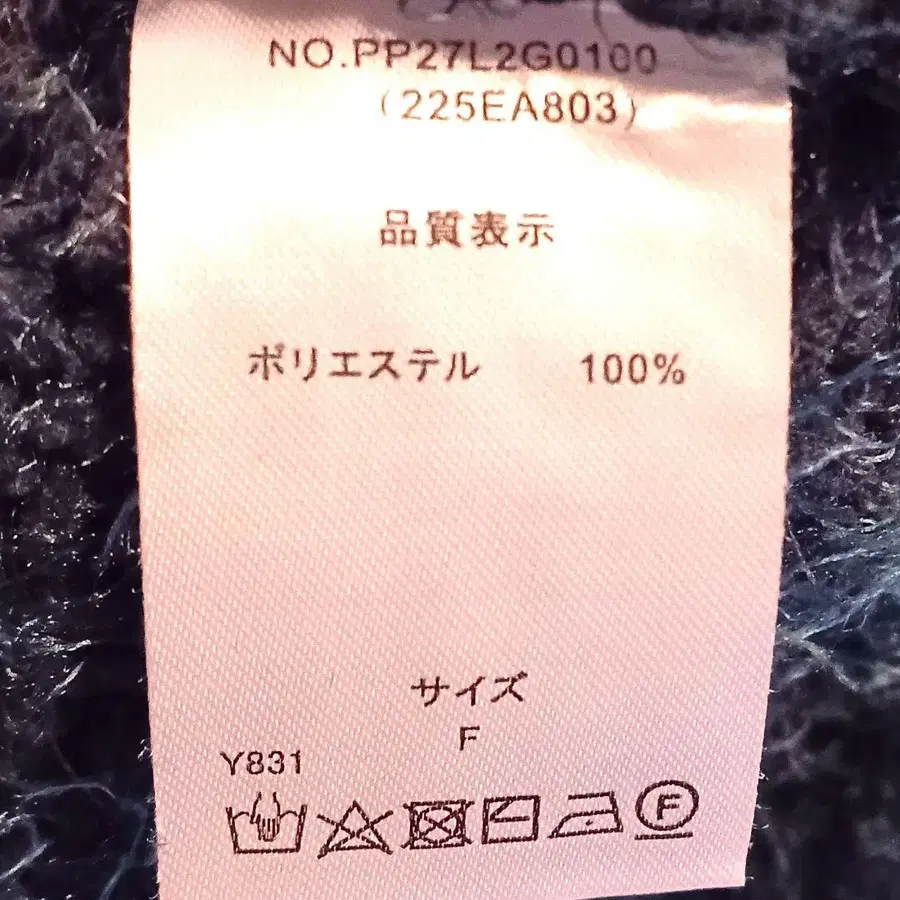 NO.PP27L2G0100
(225EA803)
品質表示
ポリエステル 100%
サイズ
F
Y831
F